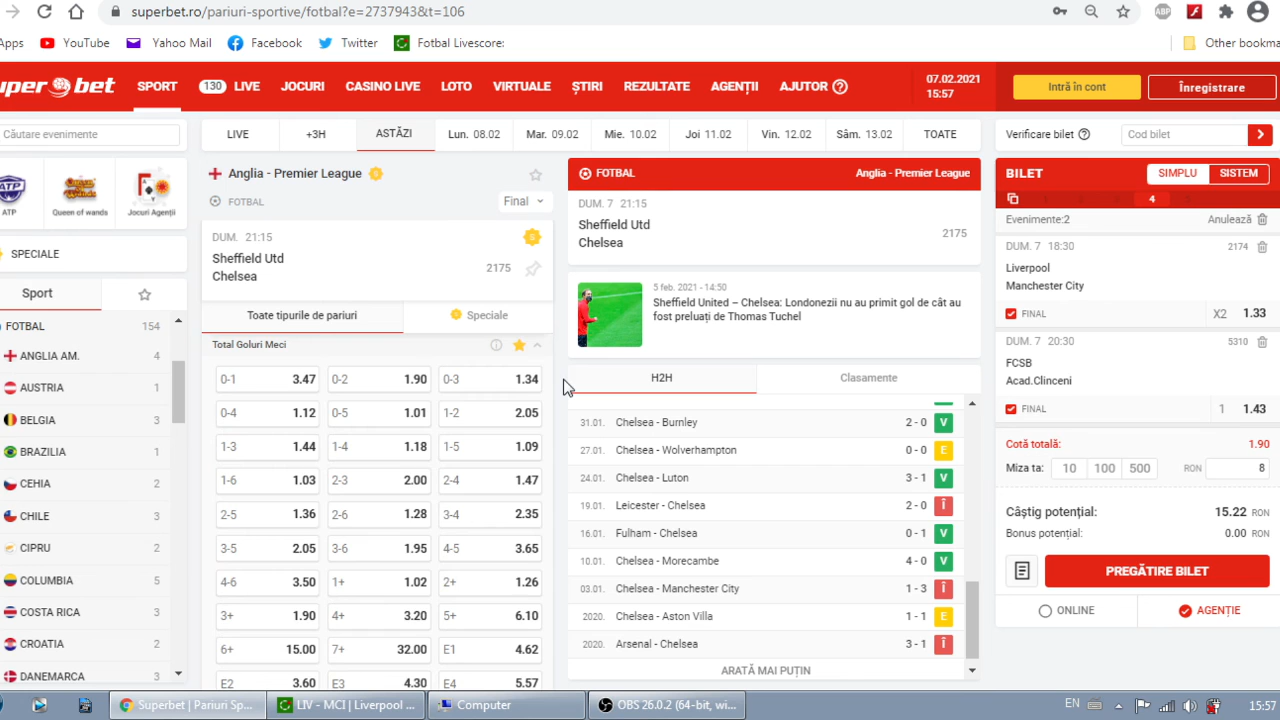 superbet.ro/pariuri-sportive/fotbal?e=2737943&t=106
ABP
Apps YouTube Yahoo Mail Facebook Twitter Fotbal Livescore: Other bookma
uperbet SPORT 130 LIVE JOCURI CASINO LIVE LOTO VIRTUALE ȘTIRI REZULTATE AGENȚII AJUTOR
07.02.2021
15:57
Intră în cont Înregistrare
Căutare evenimente
LIVE +3H ASTĂZI Lun. 08.02 Mar. 09.02 Mie. 10.02 Joi 11.02 Vin. 12.02 Sâm. 13.02 TOATE
Verificare bilet Cod bilet
ATP Queen of wands Jocuri Agenții
SPECIALE
Sport
FOTBAL 154
ANGLIA AM. 4
AUSTRIA 1
BELGIA 3
BRAZILIA 1
CEHIA 2
CHILE 3
CIPRU 2
COLUMBIA 5
COSTA RICA 3
CROATIA 2
DANEMARCA 3
Anglia - Premier League
FOTBAL Final
DUM. 21:15
Sheffield Utd
Chelsea
2175
Toate tipurile de pariuri Speciale
Total Goluri Meci
0-1 3.47 0-2 1.90 0-3 1.34
0-4 1.12 0-5 1.01 1-2 2.05
1-3 1.44 1-4 1.18 1-5 1.09
1-6 1.03 2-3 2.00 2-4 1.47
2-5 1.36 2-6 1.28 3-4 2.35
3-5 2.05 3-6 1.95 4-5 3.65
4-6 3.50 1+ 1.02 2+ 1.26
3+ 1.90 4+ 3.20 5+ 6.10
6+ 15.00 7+ 32.00 E1 4.62
E2 3.60 E3 4.30 E4 5.57
FOTBAL Anglia - Premier League
DUM. 7 21:15
Sheffield Utd
Chelsea
2175
5 feb. 2021 - 14:50
Sheffield United – Chelsea: Londonezii nu au primit gol de cât au
fost preluați de Thomas Tuchel
H2H Clasamente
31.01. Chelsea - Burnley 2 - 0 V
27.01. Chelsea - Wolverhampton 0 - 0 E
24.01. Chelsea - Luton 3 - 1 V
19.01. Leicester - Chelsea 2 - 0 Î
16.01. Fulham - Chelsea 0 - 1 V
10.01. Chelsea - Morecambe 4 - 0 V
03.01. Chelsea - Manchester City 1 - 3 Î
2020. Chelsea - Aston Villa 1 - 1 E
2020. Arsenal - Chelsea 3 - 1 Î
ARATĂ MAI PUȚIN
BILET SIMPLU SISTEM
4
Evenimente:2 Anulează
DUM. 7 18:30 2174
Liverpool
Manchester City
FINAL X2 1.33
DUM. 7 20:30 5310
FCSB
Acad.Clinceni
FINAL 1 1.43
Cotă totală: 1.90
Miza ta: 10 100 500 RON 8
Câștig potențial: 15.22 RON
Bonus potențial: 0.00 RON
PREGĂTIRE BILET
ONLINE AGENȚIE
Superbet | Pariuri Sp... LIV - MCI | Liverpool ... Computer OBS 26.0.2 (64-bit, wi... EN 15:57